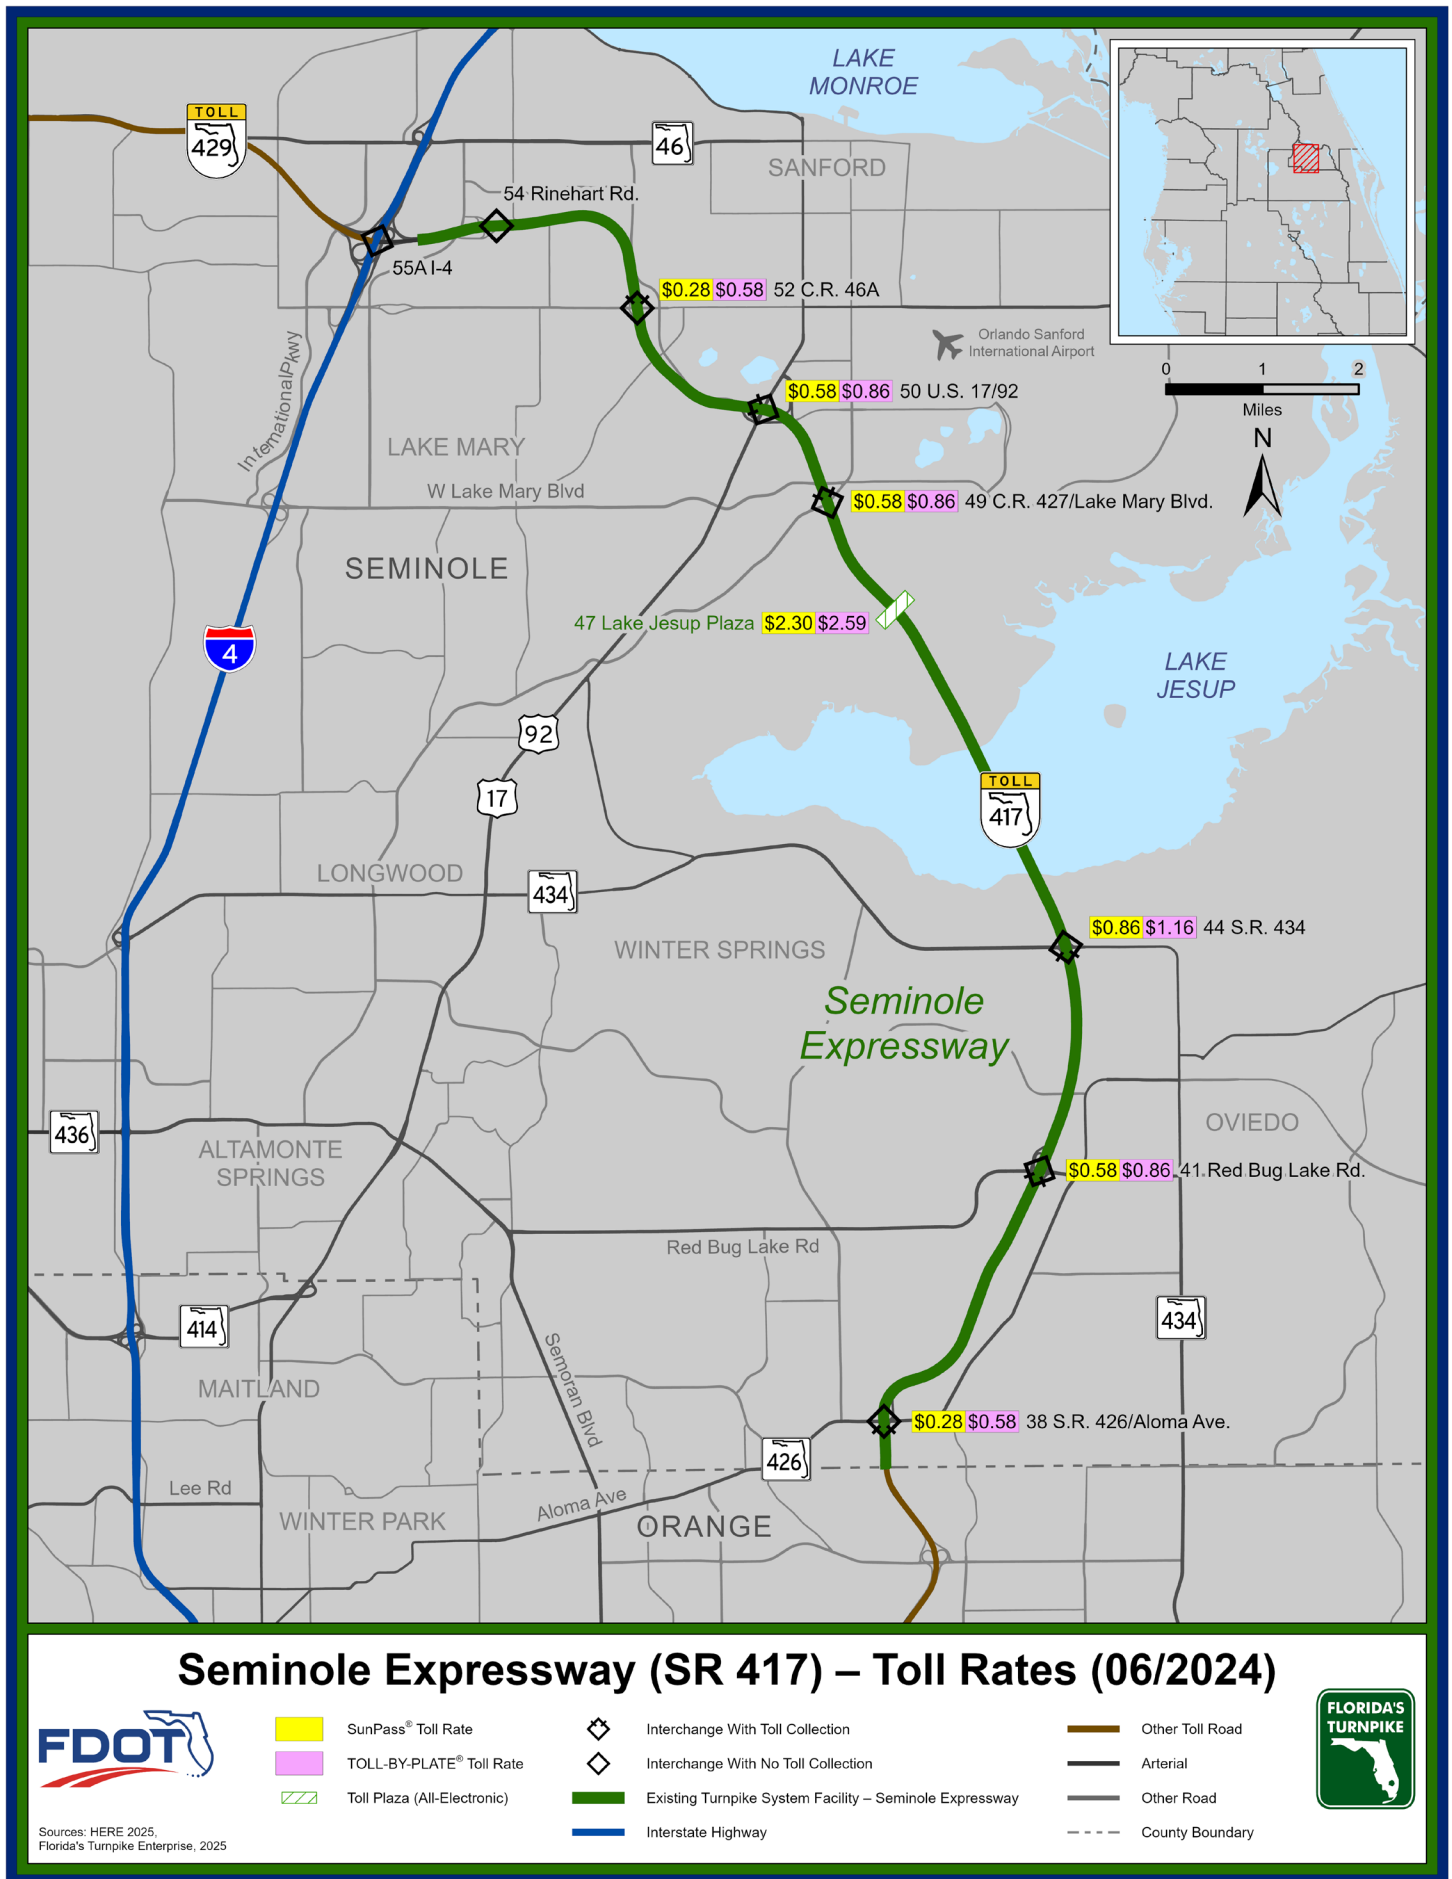 LAKE
MONROE
TOLL
429
46
SANFORD
54 Rinehart Rd.
55A I-4
$0.28 $0.58 52 C.R. 46A
Orlando Sanford
International Airport
0 1 2
Miles
N
InternationalPkwy
$0.58 $0.86 50 U.S. 17/92
LAKE MARY
W Lake Mary Blvd
$0.58 $0.86 49 C.R. 427/Lake Mary Blvd.
SEMINOLE
47 Lake Jesup Plaza $2.30 $2.59
4
LAKE
JESUP
92
17
TOLL
417
LONGWOOD
434
$0.86 $1.16 44 S.R. 434
WINTER SPRINGS
Seminole
Expressway
436
OVIEDO
ALTAMONTE
SPRINGS
$0.58 $0.86 41 Red Bug Lake Rd.
Red Bug Lake Rd
414
434
Semoran Blvd
MAITLAND
$0.28 $0.58 38 S.R. 426/Aloma Ave.
426
Lee Rd
Aloma Ave
WINTER PARK
ORANGE
Seminole Expressway (SR 417) – Toll Rates (06/2024)
FDOT
SunPass® Toll Rate
TOLL-BY-PLATE® Toll Rate
Toll Plaza (All-Electronic)
Interchange With Toll Collection
Interchange With No Toll Collection
Existing Turnpike System Facility – Seminole Expressway
Interstate Highway
Other Toll Road
Arterial
Other Road
County Boundary
FLORIDA'S
TURNPIKE
Sources: HERE 2025,
Florida's Turnpike Enterprise, 2025